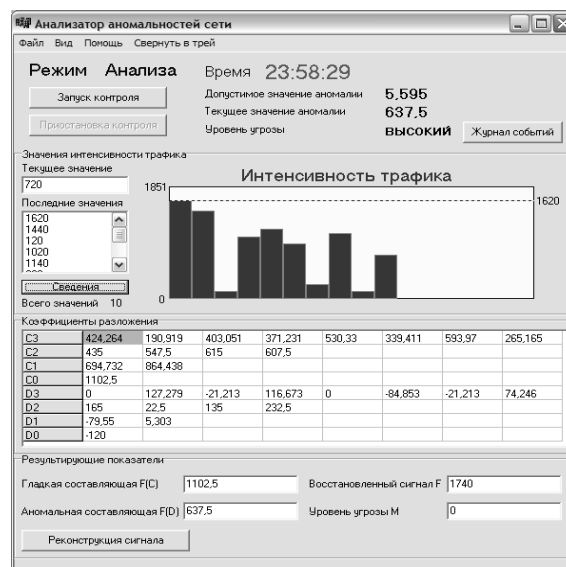 Анализатор аномальностей сети
Файл Вид Помощь Свернуть в трей
Режим Анализа
Время 23:58:29
Запуск контроля
Допустимое значение аномалии 5,595
Текущее значение аномалии 637,5
Приостановка контроля
Уровень угрозы высокий
Журнал событий
Значения интенсивности трафика
Текущее значение
720
Последние значения
1620
1440
120
1020
1140
Сведения
Всего значений 10
Интенсивность трафика
1851
1620
0
Коэффициенты разложения
C3 424,264 190,919 403,051 371,231 530,33 339,411 593,97 265,165
C2 435 547,5 615 607,5
C1 694,732 864,438
C0 1102,5
D3 0 127,279 -21,213 116,673 0 -84,853 -21,213 74,246
D2 165 22,5 135 232,5
D1 -79,55 5,303
D0 -120
Результирующие показатели
Гладкая составляющая F(C) 1102,5
Восстановленный сигнал F 1740
Аномальная составляющая F(D) 637,5
Уровень угрозы M 0
Реконструкция сигнала